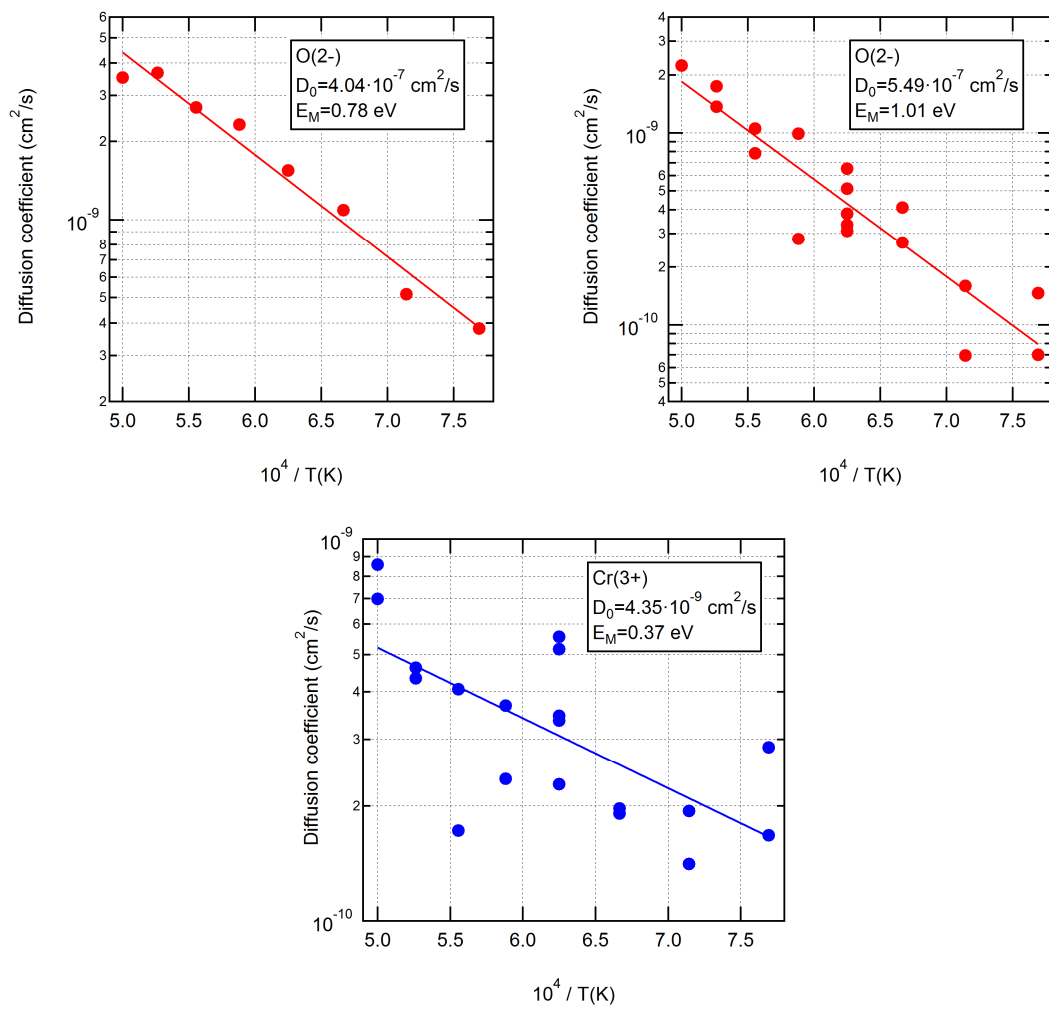 6
5
4
3
2
10-9
8
7
6
5
4
3
2
Diffusion coefficient (cm2/s)
O(2-)
D0=4.04·10-7 cm2/s
EM=0.78 eV
5.0 5.5 6.0 6.5 7.0 7.5
104 / T(K)
4
3
2
10-9
8
7
6
5
4
3
2
10-10
8
7
6
5
4
Diffusion coefficient (cm2/s)
O(2-)
D0=5.49·10-7 cm2/s
EM=1.01 eV
5.0 5.5 6.0 6.5 7.0 7.5
104 / T(K)
10-9
9
8
7
6
5
4
3
2
10-10
Diffusion coefficient (cm2/s)
Cr(3+)
D0=4.35·10-9 cm2/s
EM=0.37 eV
5.0 5.5 6.0 6.5 7.0 7.5
104 / T(K)